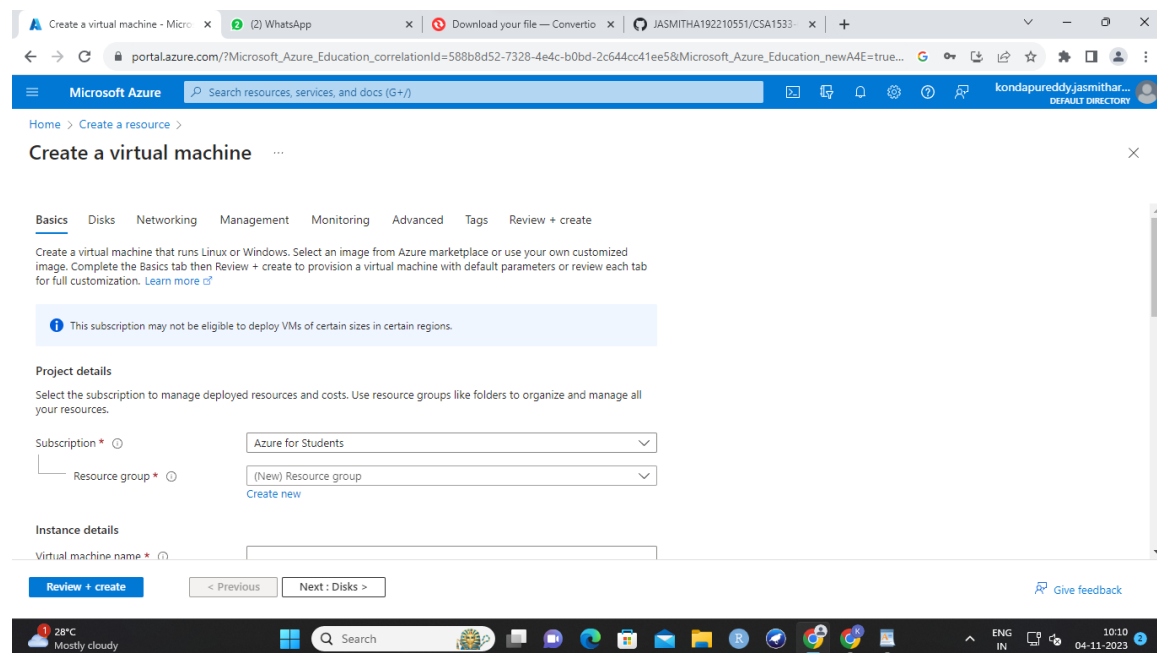 Create a virtual machine - Micro
(2) WhatsApp
Download your file — Convertio
JASMITHA192210551/CSA1533-
portal.azure.com/?Microsoft_Azure_Education_correlationId=588b8d52-7328-4e4c-b0bd-2c644cc41ee5&Microsoft_Azure_Education_newA4E=true...
Microsoft Azure
Search resources, services, and docs (G+/)
kondapureddy.jasmithar...
DEFAULT DIRECTORY
Home > Create a resource >
Create a virtual machine ...
Basics Disks Networking Management Monitoring Advanced Tags Review + create
Create a virtual machine that runs Linux or Windows. Select an image from Azure marketplace or use your own customized
image. Complete the Basics tab then Review + create to provision a virtual machine with default parameters or review each tab
for full customization. Learn more
This subscription may not be eligible to deploy VMs of certain sizes in certain regions.
Project details
Select the subscription to manage deployed resources and costs. Use resource groups like folders to organize and manage all
your resources.
Subscription *
Azure for Students
Resource group *
(New) Resource group
Create new
Instance details
Virtual machine name *
Review + create
< Previous
Next : Disks >
Give feedback
1
28°C
Mostly cloudy
Search
ENG
IN
10:10
04-11-2023
2